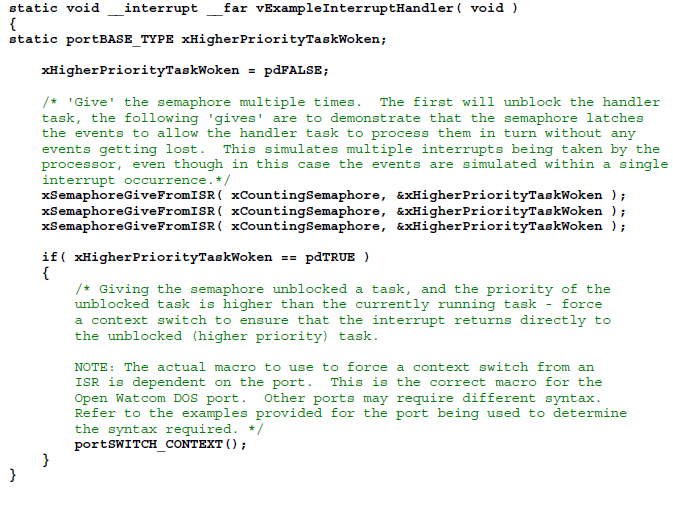 static void __interrupt __far vExampleInterruptHandler( void )
{
static portBASE_TYPE xHigherPriorityTaskWoken;
xHigherPriorityTaskWoken = pdFALSE;
/* 'Give' the semaphore multiple times.  The first will unblock the handler
task, the following 'gives' are to demonstrate that the semaphore latches
the events to allow the handler task to process them in turn without any
events getting lost.  This simulates multiple interrupts being taken by the
processor, even though in this case the events are simulated within a single
interrupt occurrence.*/
xSemaphoreGiveFromISR( xCountingSemaphore, &xHigherPriorityTaskWoken );
xSemaphoreGiveFromISR( xCountingSemaphore, &xHigherPriorityTaskWoken );
xSemaphoreGiveFromISR( xCountingSemaphore, &xHigherPriorityTaskWoken );
if( xHigherPriorityTaskWoken == pdTRUE )
{
/* Giving the semaphore unblocked a task, and the priority of the
unblocked task is higher than the currently running task - force
a context switch to ensure that the interrupt returns directly to
the unblocked (higher priority) task.
NOTE: The actual macro to use to force a context switch from an
ISR is dependent on the port.  This is the correct macro for the
Open Watcom DOS port.  Other ports may require different syntax.
Refer to the examples provided for the port being used to determine
the syntax required. */
portSWITCH_CONTEXT();
}
}